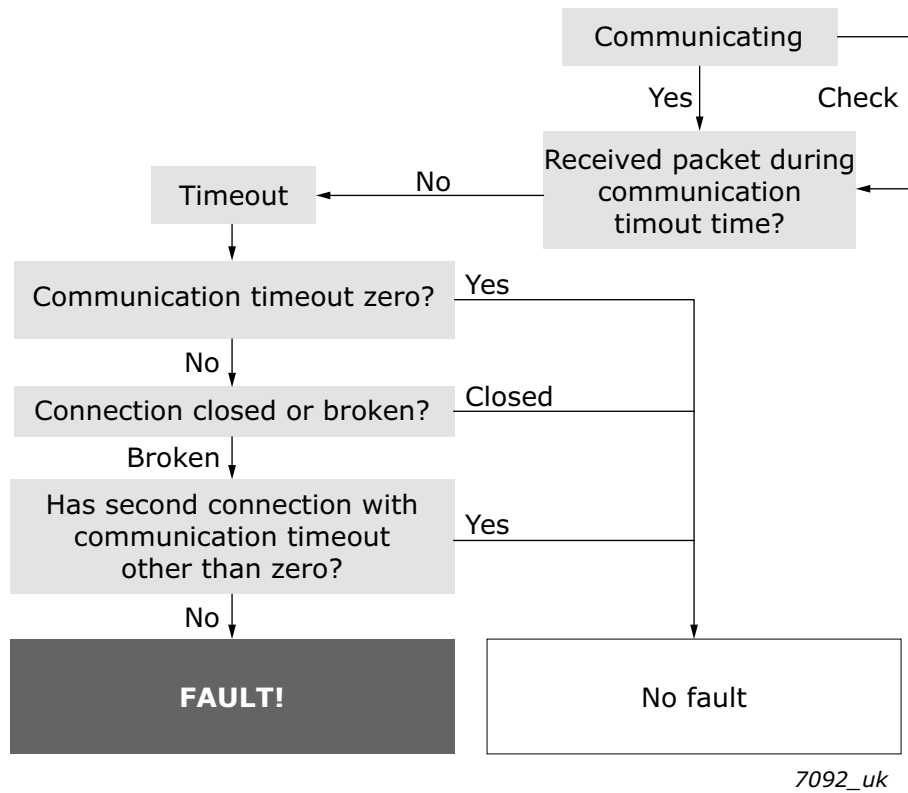 Communicating
Yes
Check
Received packet during
communication
timout time?
No
Timeout
Communication timeout zero?
Yes
No
Connection closed or broken?
Closed
Broken
Has second connection with
communication timeout
other than zero?
Yes
No
FAULT!
No fault
7092_uk